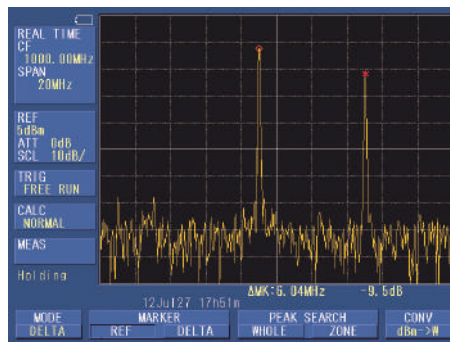 REAL TIME
CF
1000.00MHz
SPAN
20MHz
REF
5dBm
ATT 0dB
SCL 10dB/
TRIG
FREE RUN
CALC
NORMAL
MEAS
Holding
ΔMK:6.04MHz -9.5dB
12Jul27 17h51m
MODE
DELTA
MARKER
REF DELTA
PEAK SEARCH
WHOLE ZONE
CONV
dBm->W